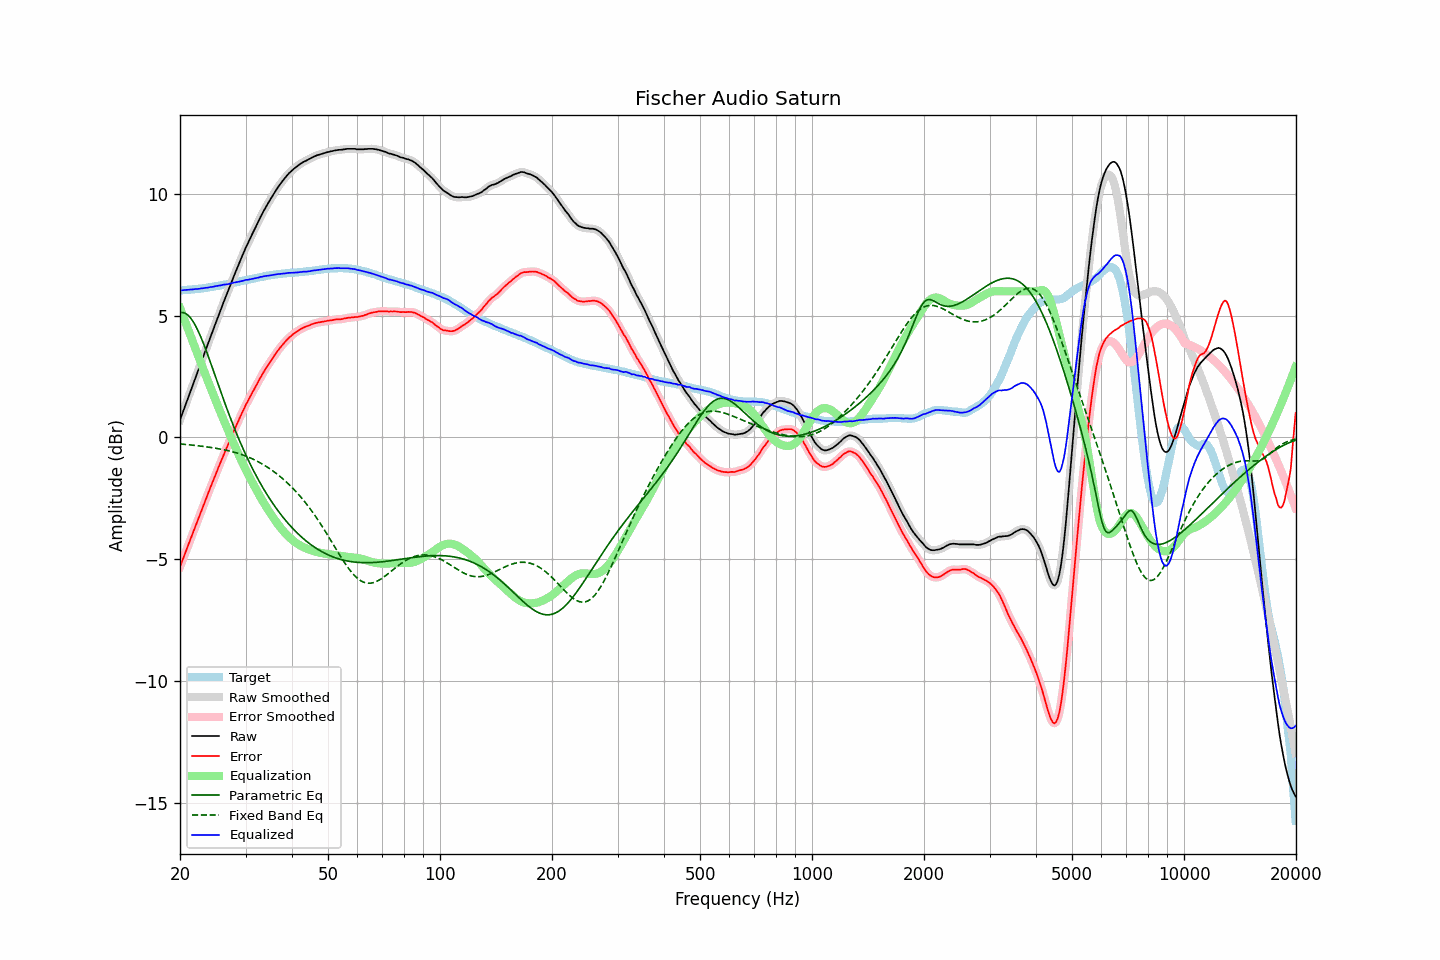 Fischer Audio Saturn
Amplitude (dBr)
10
5
0
−5
−10
−15
Target
Raw Smoothed
Error Smoothed
Raw
Error
Equalization
Parametric Eq
Fixed Band Eq
Equalized
20 50 100 200 500 1000 2000 5000 10000 20000
Frequency (Hz)